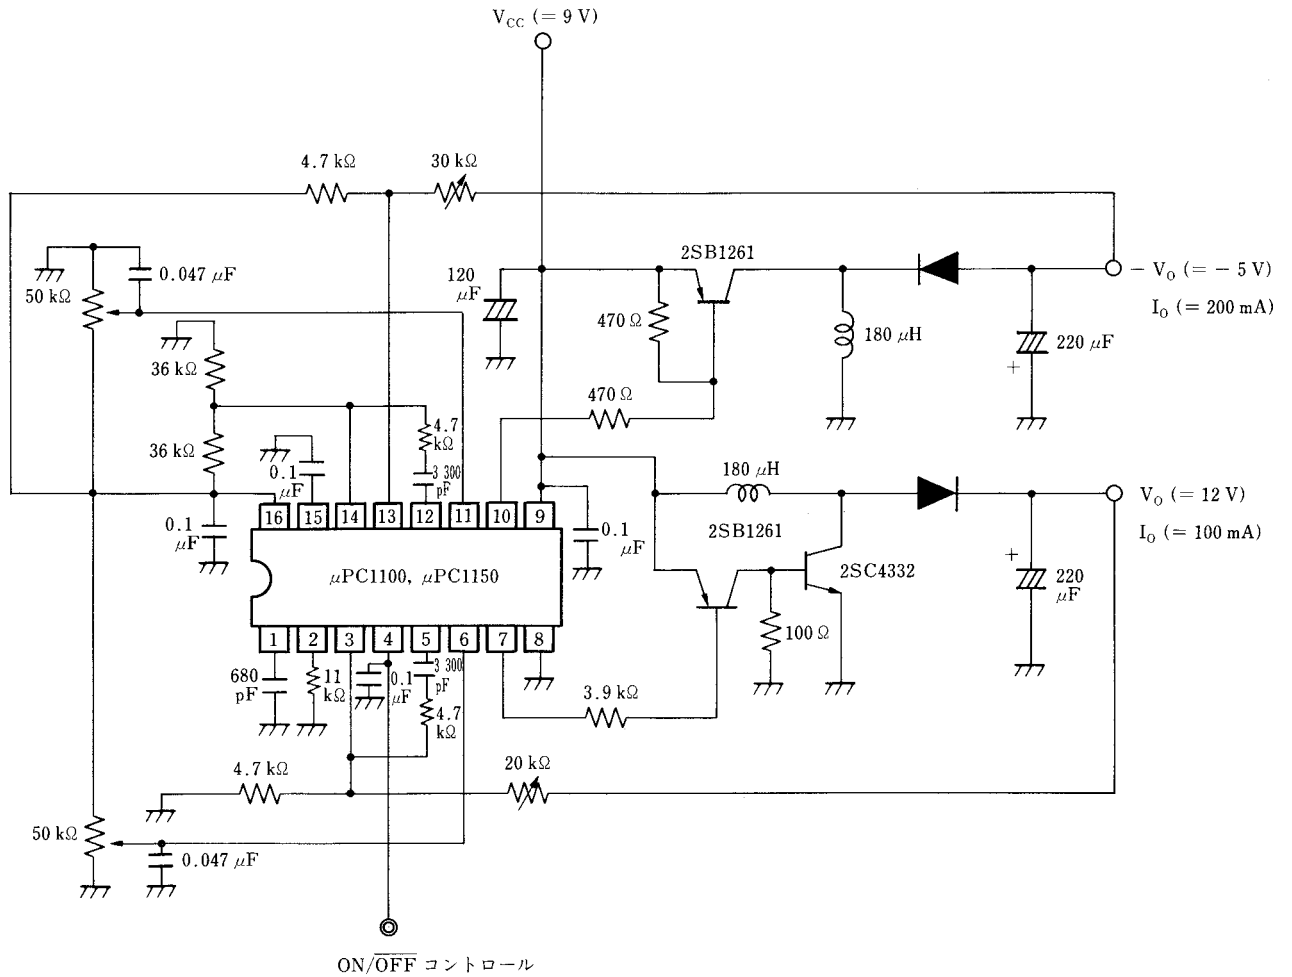 V_CC (= 9 V)
4.7 kΩ
30 kΩ
2SB1261
0.047 μF
50 kΩ
120
μF
− V_O (= − 5 V)
I_O (= 200 mA)
470 Ω
180 μH
220 μF
+
36 kΩ
470 Ω
4.7
kΩ
36 kΩ
0.1
μF
3 300
pF
180 μH
V_O (= 12 V)
I_O (= 100 mA)
0.1
μF
16
15
14
13
12
11
10
9
0.1
μF
2SB1261
+
μPC1100, μPC1150
2SC4332
220
μF
1
2
3
4
5
6
7
8
100 Ω
680
pF
11
kΩ
0.1
μF
3 300
pF
4.7
kΩ
3.9 kΩ
4.7 kΩ
20 kΩ
50 kΩ
0.047 μF
ON/O̅F̅F̅ コントロール